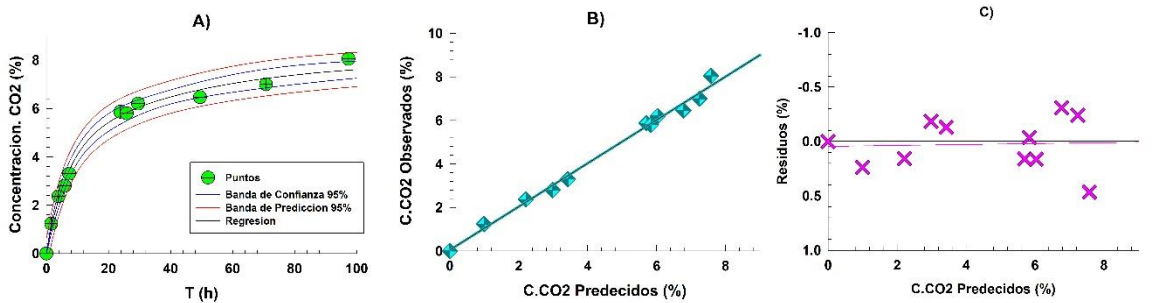 A)
Concentracion. CO2 (%)
8
6
4
2
0
0 20 40 60 80 100
T (h)
Puntos
Banda de Confianza 95%
Banda de Prediccion 95%
Regresion
B)
C.CO2 Observados (%)
10
8
6
4
2
0
0 2 4 6 8
C.CO2 Predecidos (%)
C)
Residuos (%)
-1.0
-0.5
0.0
0.5
1.0
0 2 4 6 8
C.CO2 Predecidos (%)